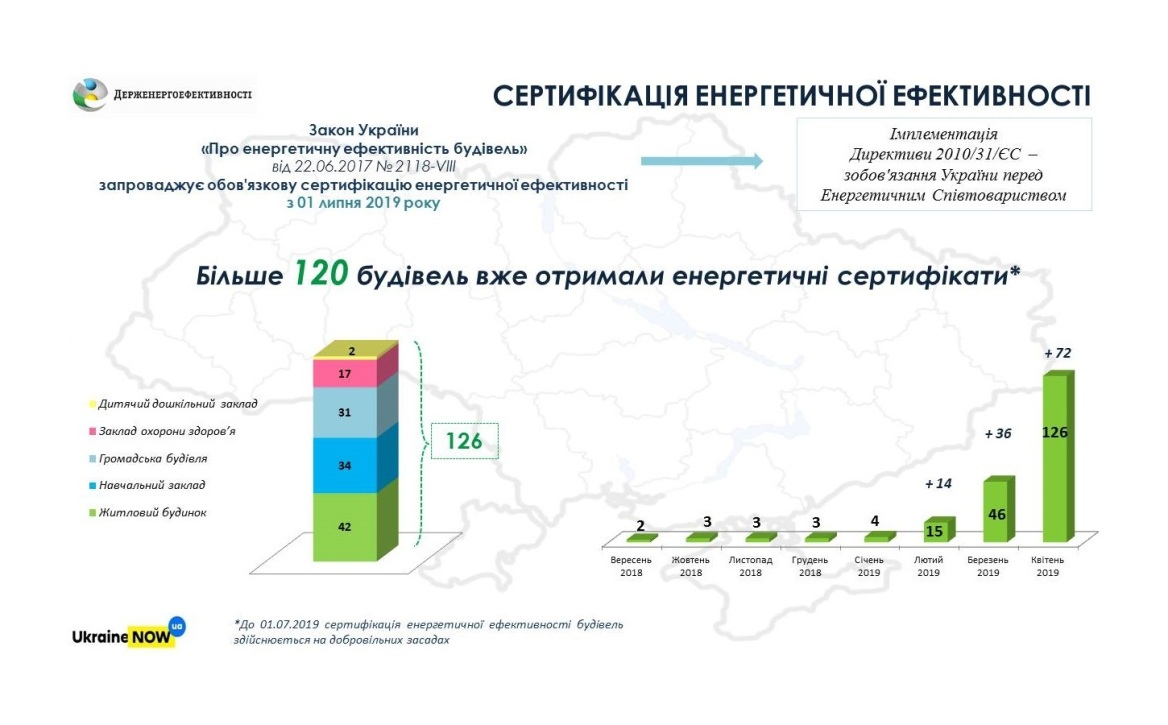 ДЕРЖЕНЕРГОЕФЕКТИВНОСТІ
СЕРТИФІКАЦІЯ ЕНЕРГЕТИЧНОЇ ЕФЕКТИВНОСТІ
Закон України
«Про енергетичну ефективність будівель»
від 22.06.2017 № 2118-VIII
запроваджує обов'язкову сертифікацію енергетичної ефективності
з 01 липня 2019 року
Імплементація
Директиви 2010/31/ЄС –
зобов'язання України перед
Енергетичним Співтовариством
Більше 120 будівель вже отримали енергетичні сертифікати*
Дитячий дошкільний заклад
Заклад охорони здоров’я
Громадська будівля
Навчальний заклад
Житловий будинок
2
17
31
34
42
126
+ 14
+ 36
+ 72
2
3
3
3
4
15
46
126
Вересень
2018
Жовтень
2018
Листопад
2018
Грудень
2018
Січень
2019
Лютий
2019
Березень
2019
Квітень
2019
Ukraine NOW ua
*До 01.07.2019 сертифікація енергетичної ефективності будівель
здійснюється на добровільних засадах